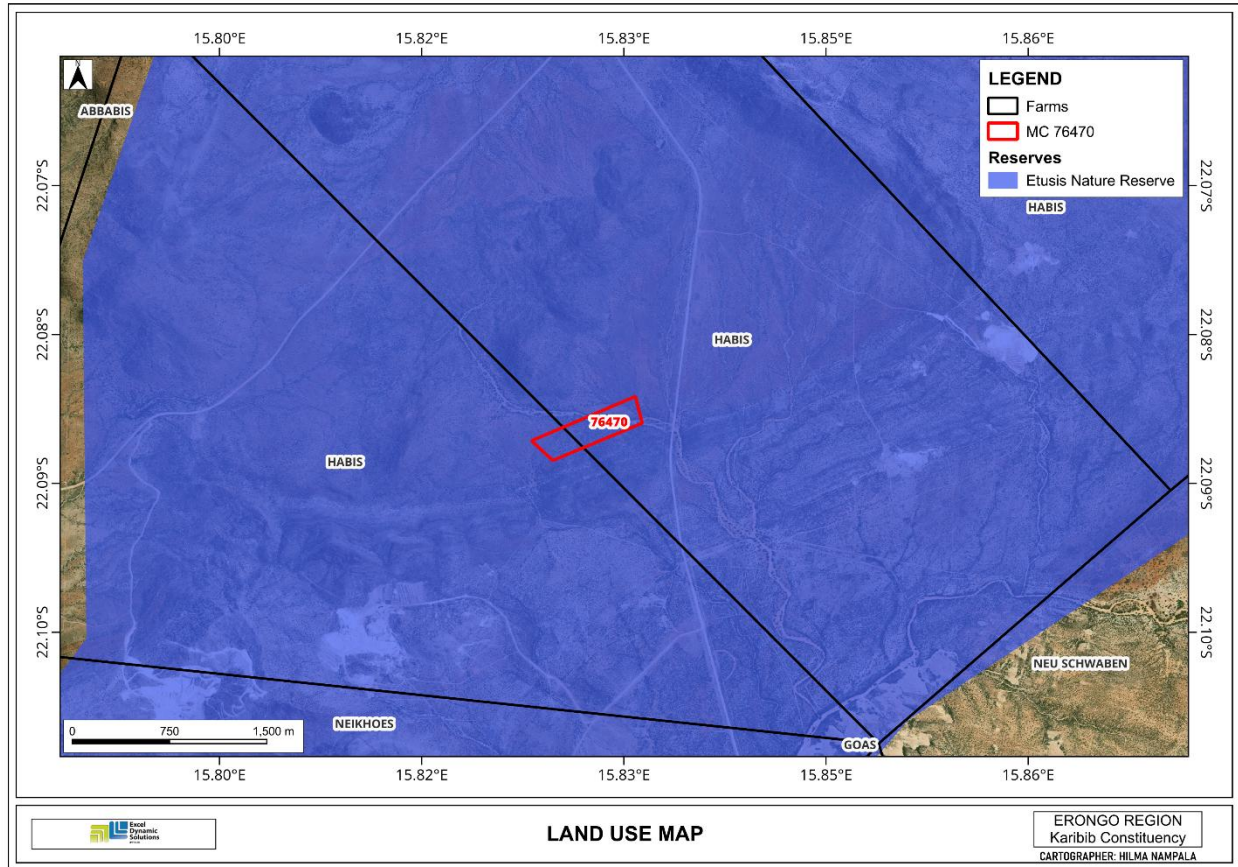 15.80°E
15.82°E
15.83°E
15.85°E
15.86°E
LEGEND
Farms
MC 76470
Reserves
Etusis Nature Reserve
ABBABIS
HABIS
22.07°S
22.07°S
22.08°S
22.08°S
HABIS
76470
HABIS
22.09°S
22.09°S
22.10°S
22.10°S
NEU SCHWABEN
NEIKHOES
GOAS
0 750 1,500 m
15.80°E
15.82°E
15.83°E
15.85°E
15.86°E
Excel
Dynamic
Solutions
LAND USE MAP
ERONGO REGION
Karibib Constituency
CARTOGRAPHER: HILMA NAMPALA